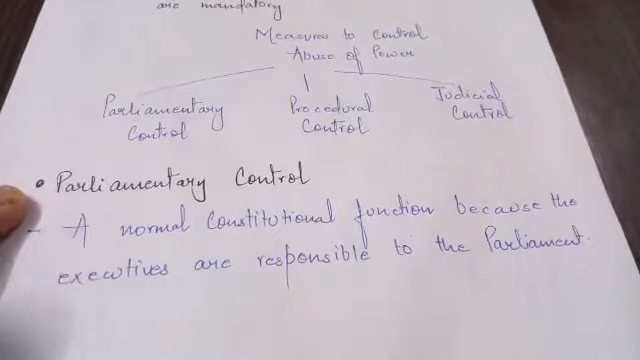 are mandatory
Measures to Control
Abuse of Power
Parliamentary
Control
Procedural
Control
Judicial
Control
• Parliamentary Control
- A normal Constitutional function because the
executives are responsible to the Parliament.